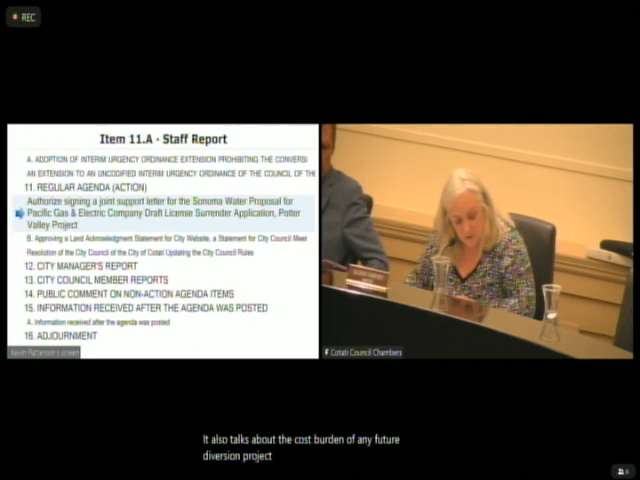 REC
Item 11.A - Staff Report
A. ADOPTION OF INTERIM URGENCY ORDINANCE EXTENSION PROHIBITING THE CONVERSI
AN EXTENSION TO AN UNCODIFIED INTERIM URGENCY ORDINANCE OF THE COUNCIL OF THE
11. REGULAR AGENDA (ACTION)
Authorize signing a joint support letter for the Sonoma Water Proposal for
Pacific Gas & Electric Company Draft License Surrender Application, Potter
Valley Project
B. Approving a Land Acknowledgment Statement for City Website, a Statement for City Council Meet
Resolution of the City Council of the City of Cotati Updating the City Council Rules
12. CITY MANAGER'S REPORT
13. CITY COUNCIL MEMBER REPORTS
14. PUBLIC COMMENT ON NON-ACTION AGENDA ITEMS
15. INFORMATION RECEIVED AFTER THE AGENDA WAS POSTED
A. Information received after the agenda was posted
16. ADJOURNMENT
Kevin Patterson's screen
Cotati Council Chambers
It also talks about the cost burden of any future
diversion project